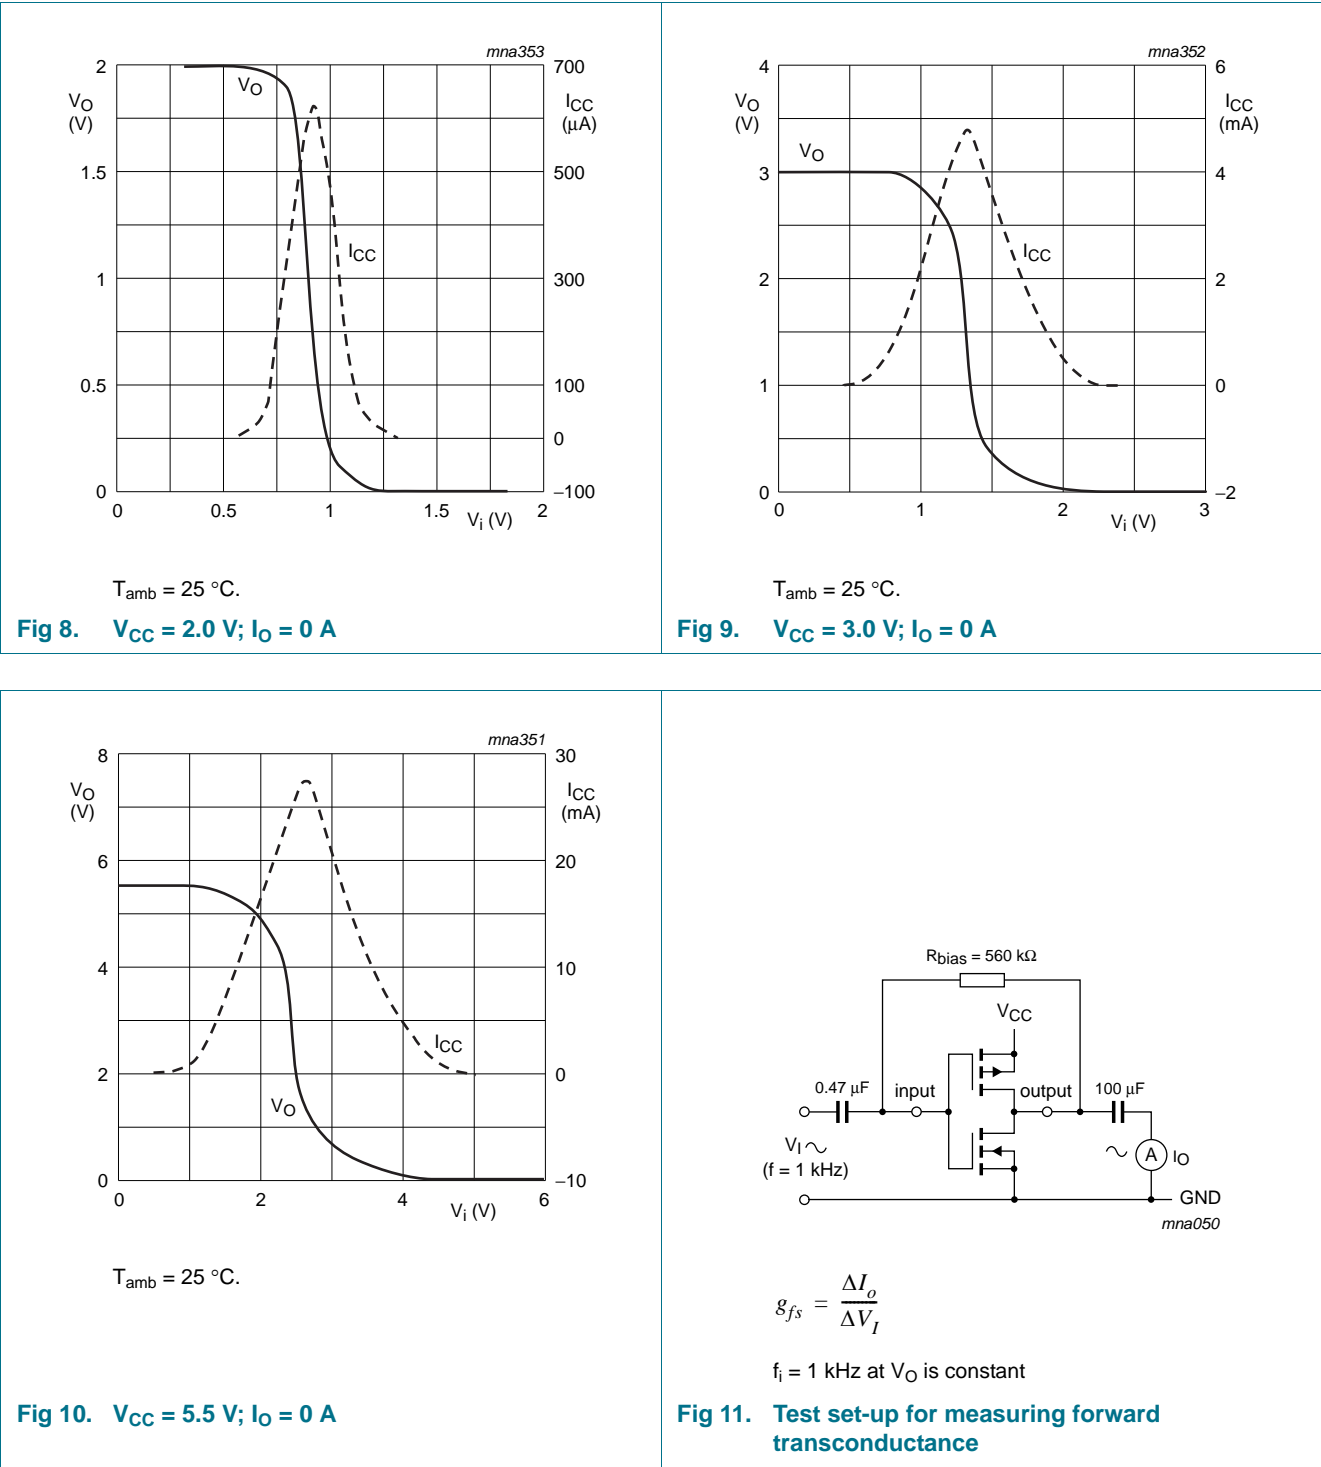 mna353
2 700
VO ICC
(V) (μA)
VO
1.5 500
ICC
1 300
0.5 100
0
0 −100
0 0.5 1 1.5 2
Vi (V)
Tamb = 25 °C.
Fig 8. VCC = 2.0 V; IO = 0 A
mna352
4 6
VO ICC
(V) (mA)
VO
3 4
ICC
2 2
1 0
0 −2
0 1 2 3
Vi (V)
Tamb = 25 °C.
Fig 9. VCC = 3.0 V; IO = 0 A
mna351
8 30
VO ICC
(V) (mA)
6 20
4 10
ICC
2 0
VO
0 −10
0 2 4 6
Vi (V)
Tamb = 25 °C.
Fig 10. VCC = 5.5 V; IO = 0 A
Rbias = 560 kΩ
VCC
0.47 μF input output 100 μF
VI ~ ~ A IO
(f = 1 kHz)
GND
mna050
gfs = ΔIo / ΔVI
fi = 1 kHz at VO is constant
Fig 11. Test set-up for measuring forward
transconductance